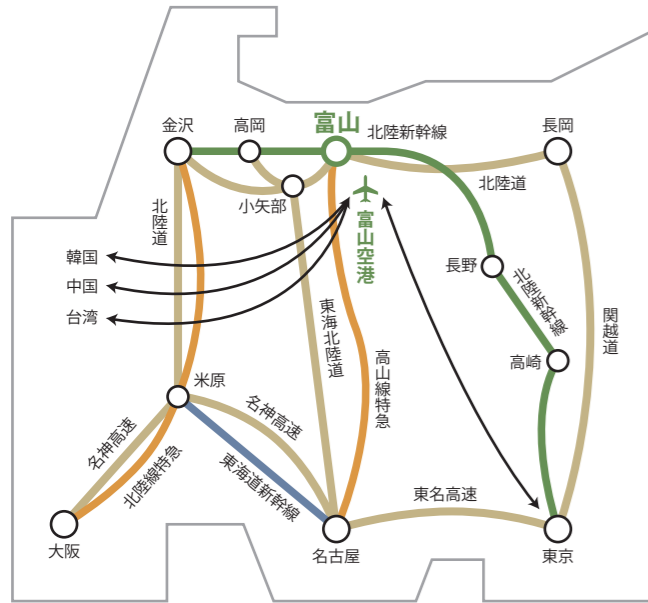 富山
金沢
高岡
北陸新幹線
長岡
北陸道
小矢部
北陸道
富山空港
韓国
中国
台湾
長野
北陸新幹線
東海北陸道
関越道
高山線特急
高崎
米原
名神高速
名神高速
北陸線特急
東海道新幹線
東名高速
大阪
名古屋
東京